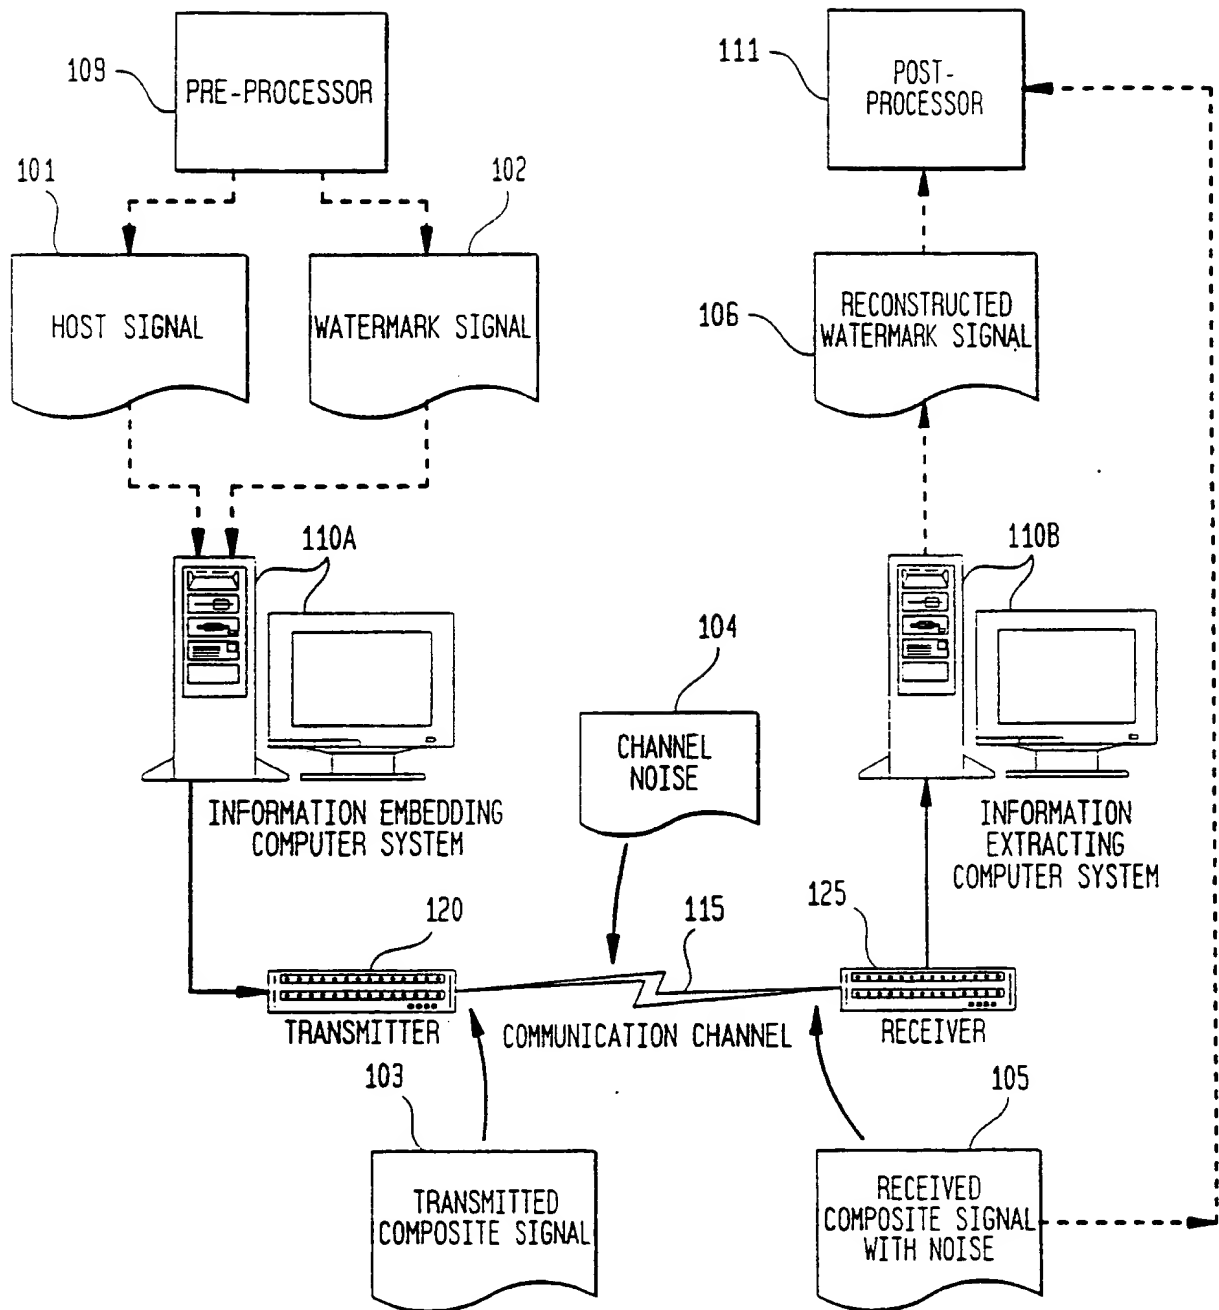 109
PRE-PROCESSOR
111
POST-
PROCESSOR
101
102
HOST SIGNAL
WATERMARK SIGNAL
106
RECONSTRUCTED
WATERMARK SIGNAL
110A
110B
INFORMATION EMBEDDING
COMPUTER SYSTEM
104
CHANNEL
NOISE
INFORMATION
EXTRACTING
COMPUTER SYSTEM
120
115
125
TRANSMITTER
COMMUNICATION CHANNEL
RECEIVER
103
TRANSMITTED
COMPOSITE SIGNAL
105
RECEIVED
COMPOSITE SIGNAL
WITH NOISE